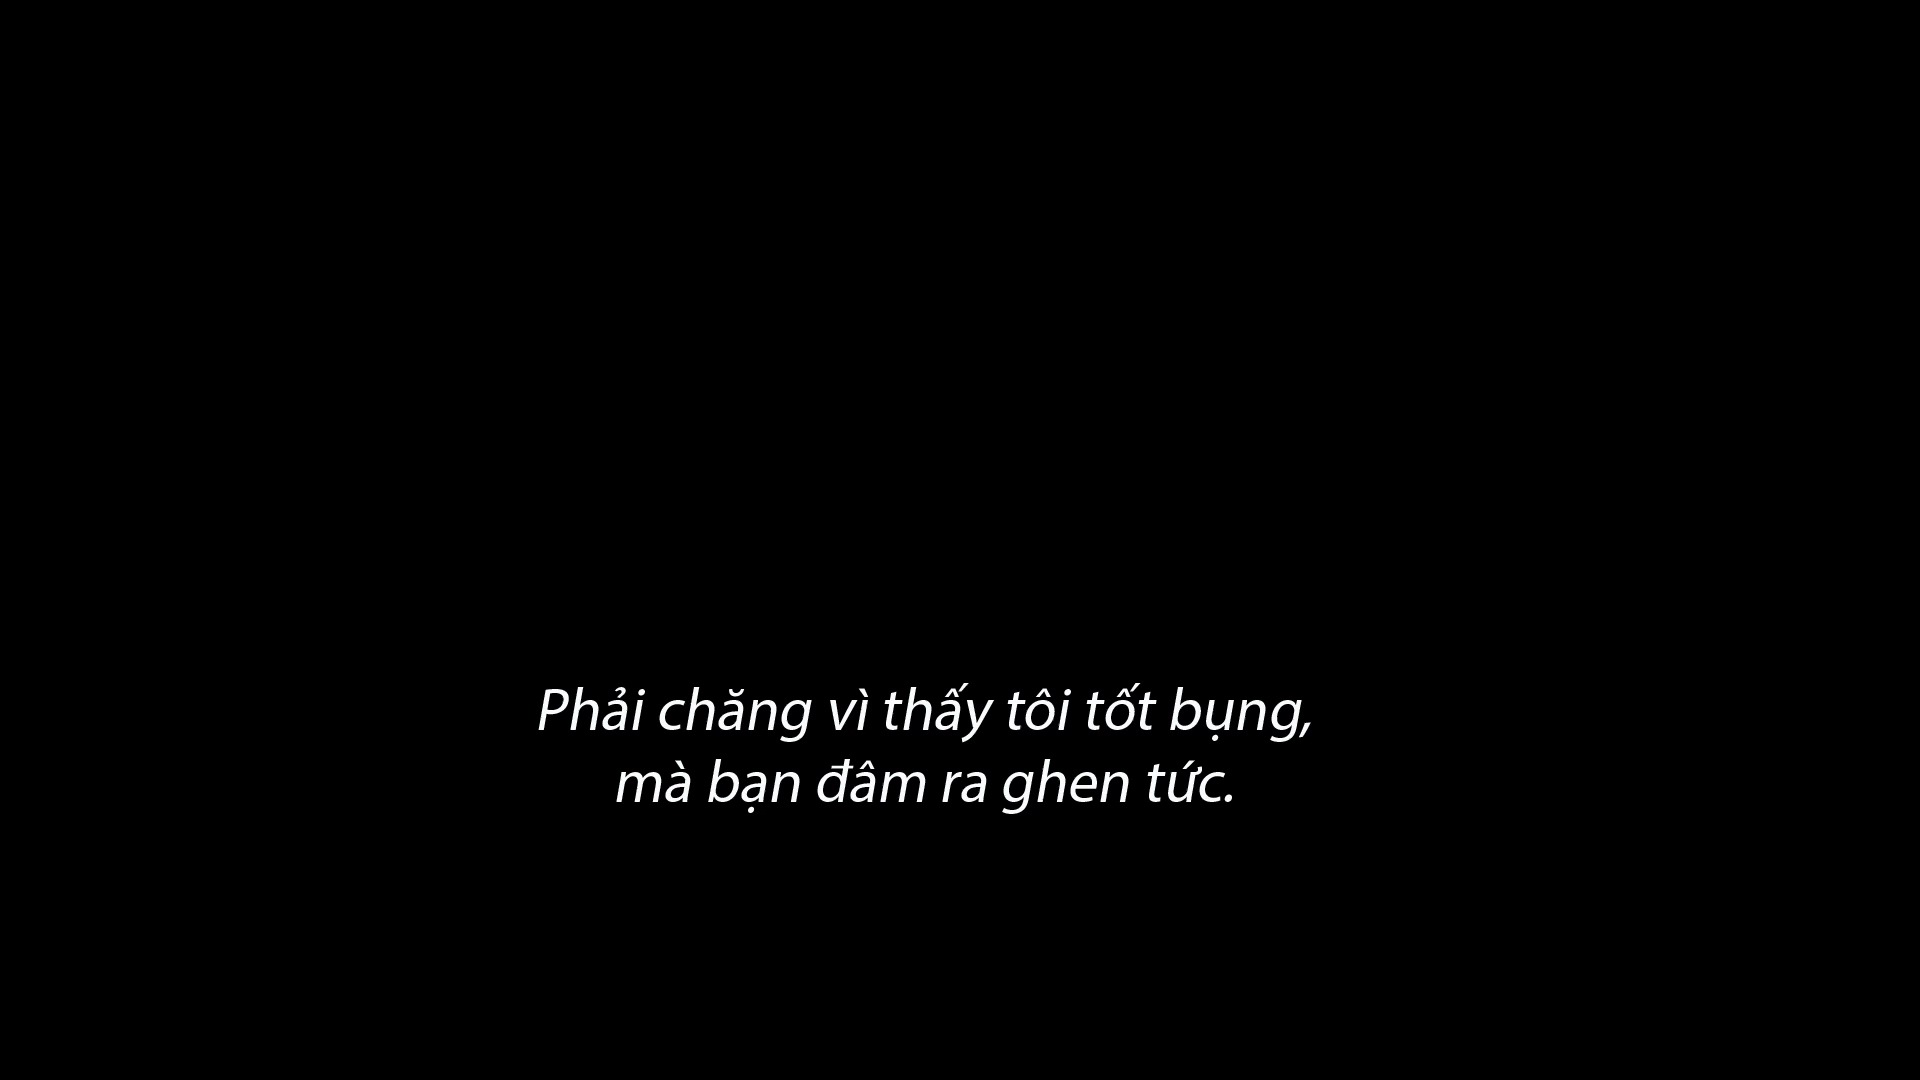 Phải chăng vì thấy tôi tốt bụng,
mà bạn đâm ra ghen tức.